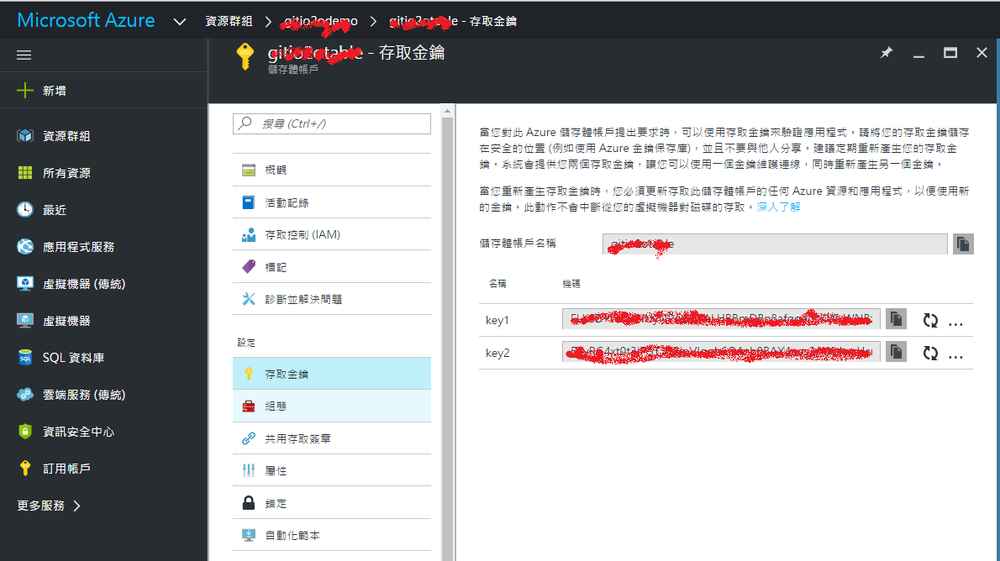 Microsoft Azure 資源群組 - 存取金鑰
- 存取金鑰
儲存體帳戶
新增
資源群組
所有資源
最近
應用程式服務
虛擬機器 (傳統)
虛擬機器
SQL 資料庫
雲端服務 (傳統)
資訊安全中心
訂用帳戶
更多服務
搜尋 (Ctrl+/)
概觀
活動記錄
存取控制 (IAM)
標記
診斷並解決問題
設定
存取金鑰
組態
共用存取簽章
屬性
鎖定
自動化範本
當您對此 Azure 儲存體帳戶提出要求時，可以使用存取金鑰來驗證應用程式。請將您的存取金鑰儲存
在安全的位置 (例如使用 Azure 金鑰保存庫)，並且不要與他人分享。建議定期重新產生您的存取金
鑰。系統會提供您兩個存取金鑰，讓您可以使用一個金鑰維護連線，同時重新產生另一個金鑰。
當您重新產生存取金鑰時，您必須更新存取此儲存體帳戶的任何 Azure 資源和應用程式，以便使用新
的金鑰。此動作不會中斷從您的虛擬機器對磁碟的存取。深入了解
儲存體帳戶名稱
名稱 機碼
key1
key2